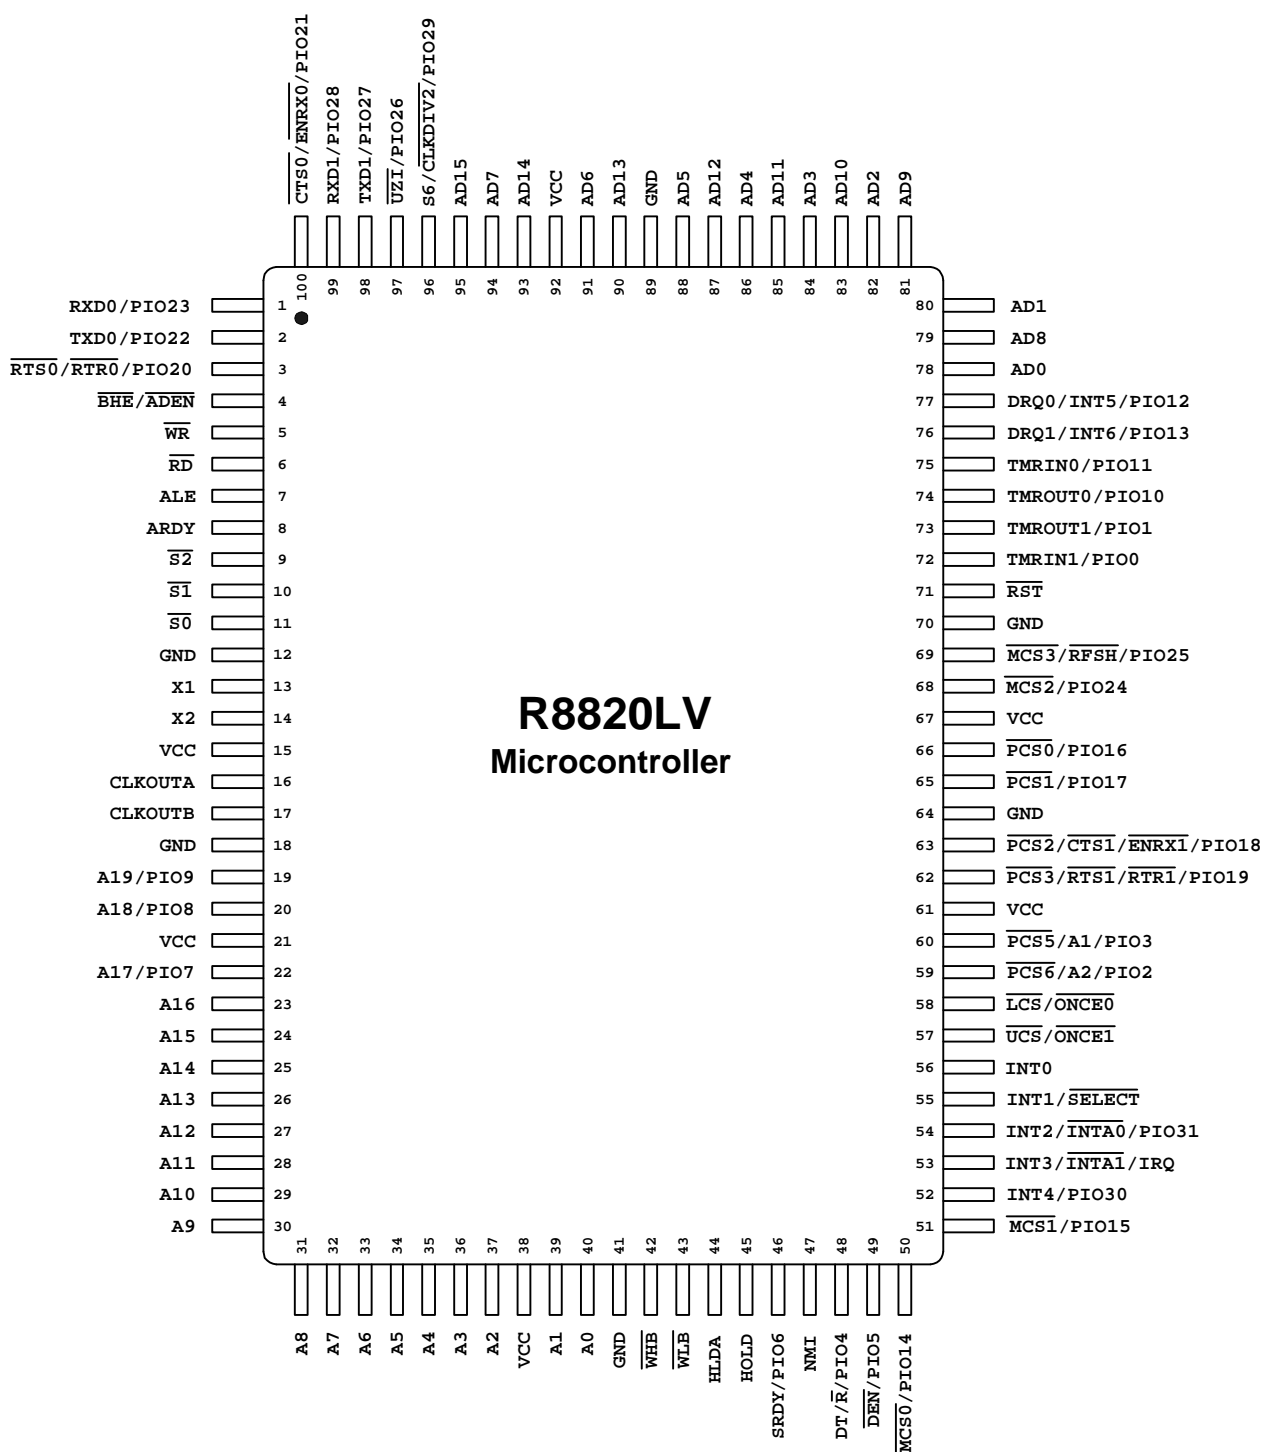 CTS0/ENRX0/PIO21
RXD1/PIO28
TXD1/PIO27
UZI/PIO26
S6/CLKDIV2/PIO29
AD15
AD7
AD14
VCC
AD6
AD13
GND
AD5
AD12
AD4
AD11
AD3
AD10
AD2
AD9
100 99 98 97 96 95 94 93 92 91 90 89 88 87 86 85 84 83 82 81
RXD0/PIO23 1
TXD0/PIO22 2
RTS0/RTR0/PIO20 3
BHE/ADEN 4
WR 5
RD 6
ALE 7
ARDY 8
S2 9
S1 10
S0 11
GND 12
X1 13
X2 14
VCC 15
CLKOUTA 16
CLKOUTB 17
GND 18
A19/PIO9 19
A18/PIO8 20
VCC 21
A17/PIO7 22
A16 23
A15 24
A14 25
A13 26
A12 27
A11 28
A10 29
A9 30
R8820LV
Microcontroller
80 AD1
79 AD8
78 AD0
77 DRQ0/INT5/PIO12
76 DRQ1/INT6/PIO13
75 TMRIN0/PIO11
74 TMROUT0/PIO10
73 TMROUT1/PIO1
72 TMRIN1/PIO0
71 RST
70 GND
69 MCS3/RFSH/PIO25
68 MCS2/PIO24
67 VCC
66 PCS0/PIO16
65 PCS1/PIO17
64 GND
63 PCS2/CTS1/ENRX1/PIO18
62 PCS3/RTS1/RTR1/PIO19
61 VCC
60 PCS5/A1/PIO3
59 PCS6/A2/PIO2
58 LCS/ONCE0
57 UCS/ONCE1
56 INT0
55 INT1/SELECT
54 INT2/INTA0/PIO31
53 INT3/INTA1/IRQ
52 INT4/PIO30
51 MCS1/PIO15
31 32 33 34 35 36 37 38 39 40 41 42 43 44 45 46 47 48 49 50
A8
A7
A6
A5
A4
A3
A2
VCC
A1
A0
GND
WHB
WLB
HLDA
HOLD
SRDY/PIO6
NMI
DT/R/PIO4
DEN/PIO5
MCS0/PIO14